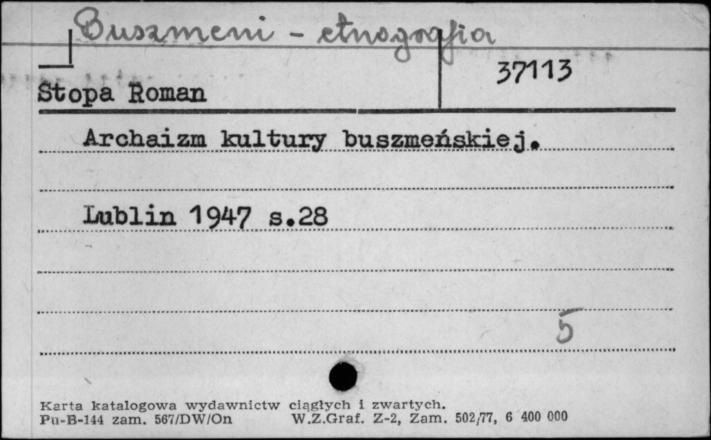 Buszmeni - etnografia
37113
Stopa Roman
Archaizm kultury buszmeńskiej.
Lublin 1947 s.28
5
Karta katalogowa wydawnictw ciągłych i zwartych.
Pu-B-144 zam. 567/DW/On W.Z.Graf. Z-2, Zam. 502/77, 6 400 000